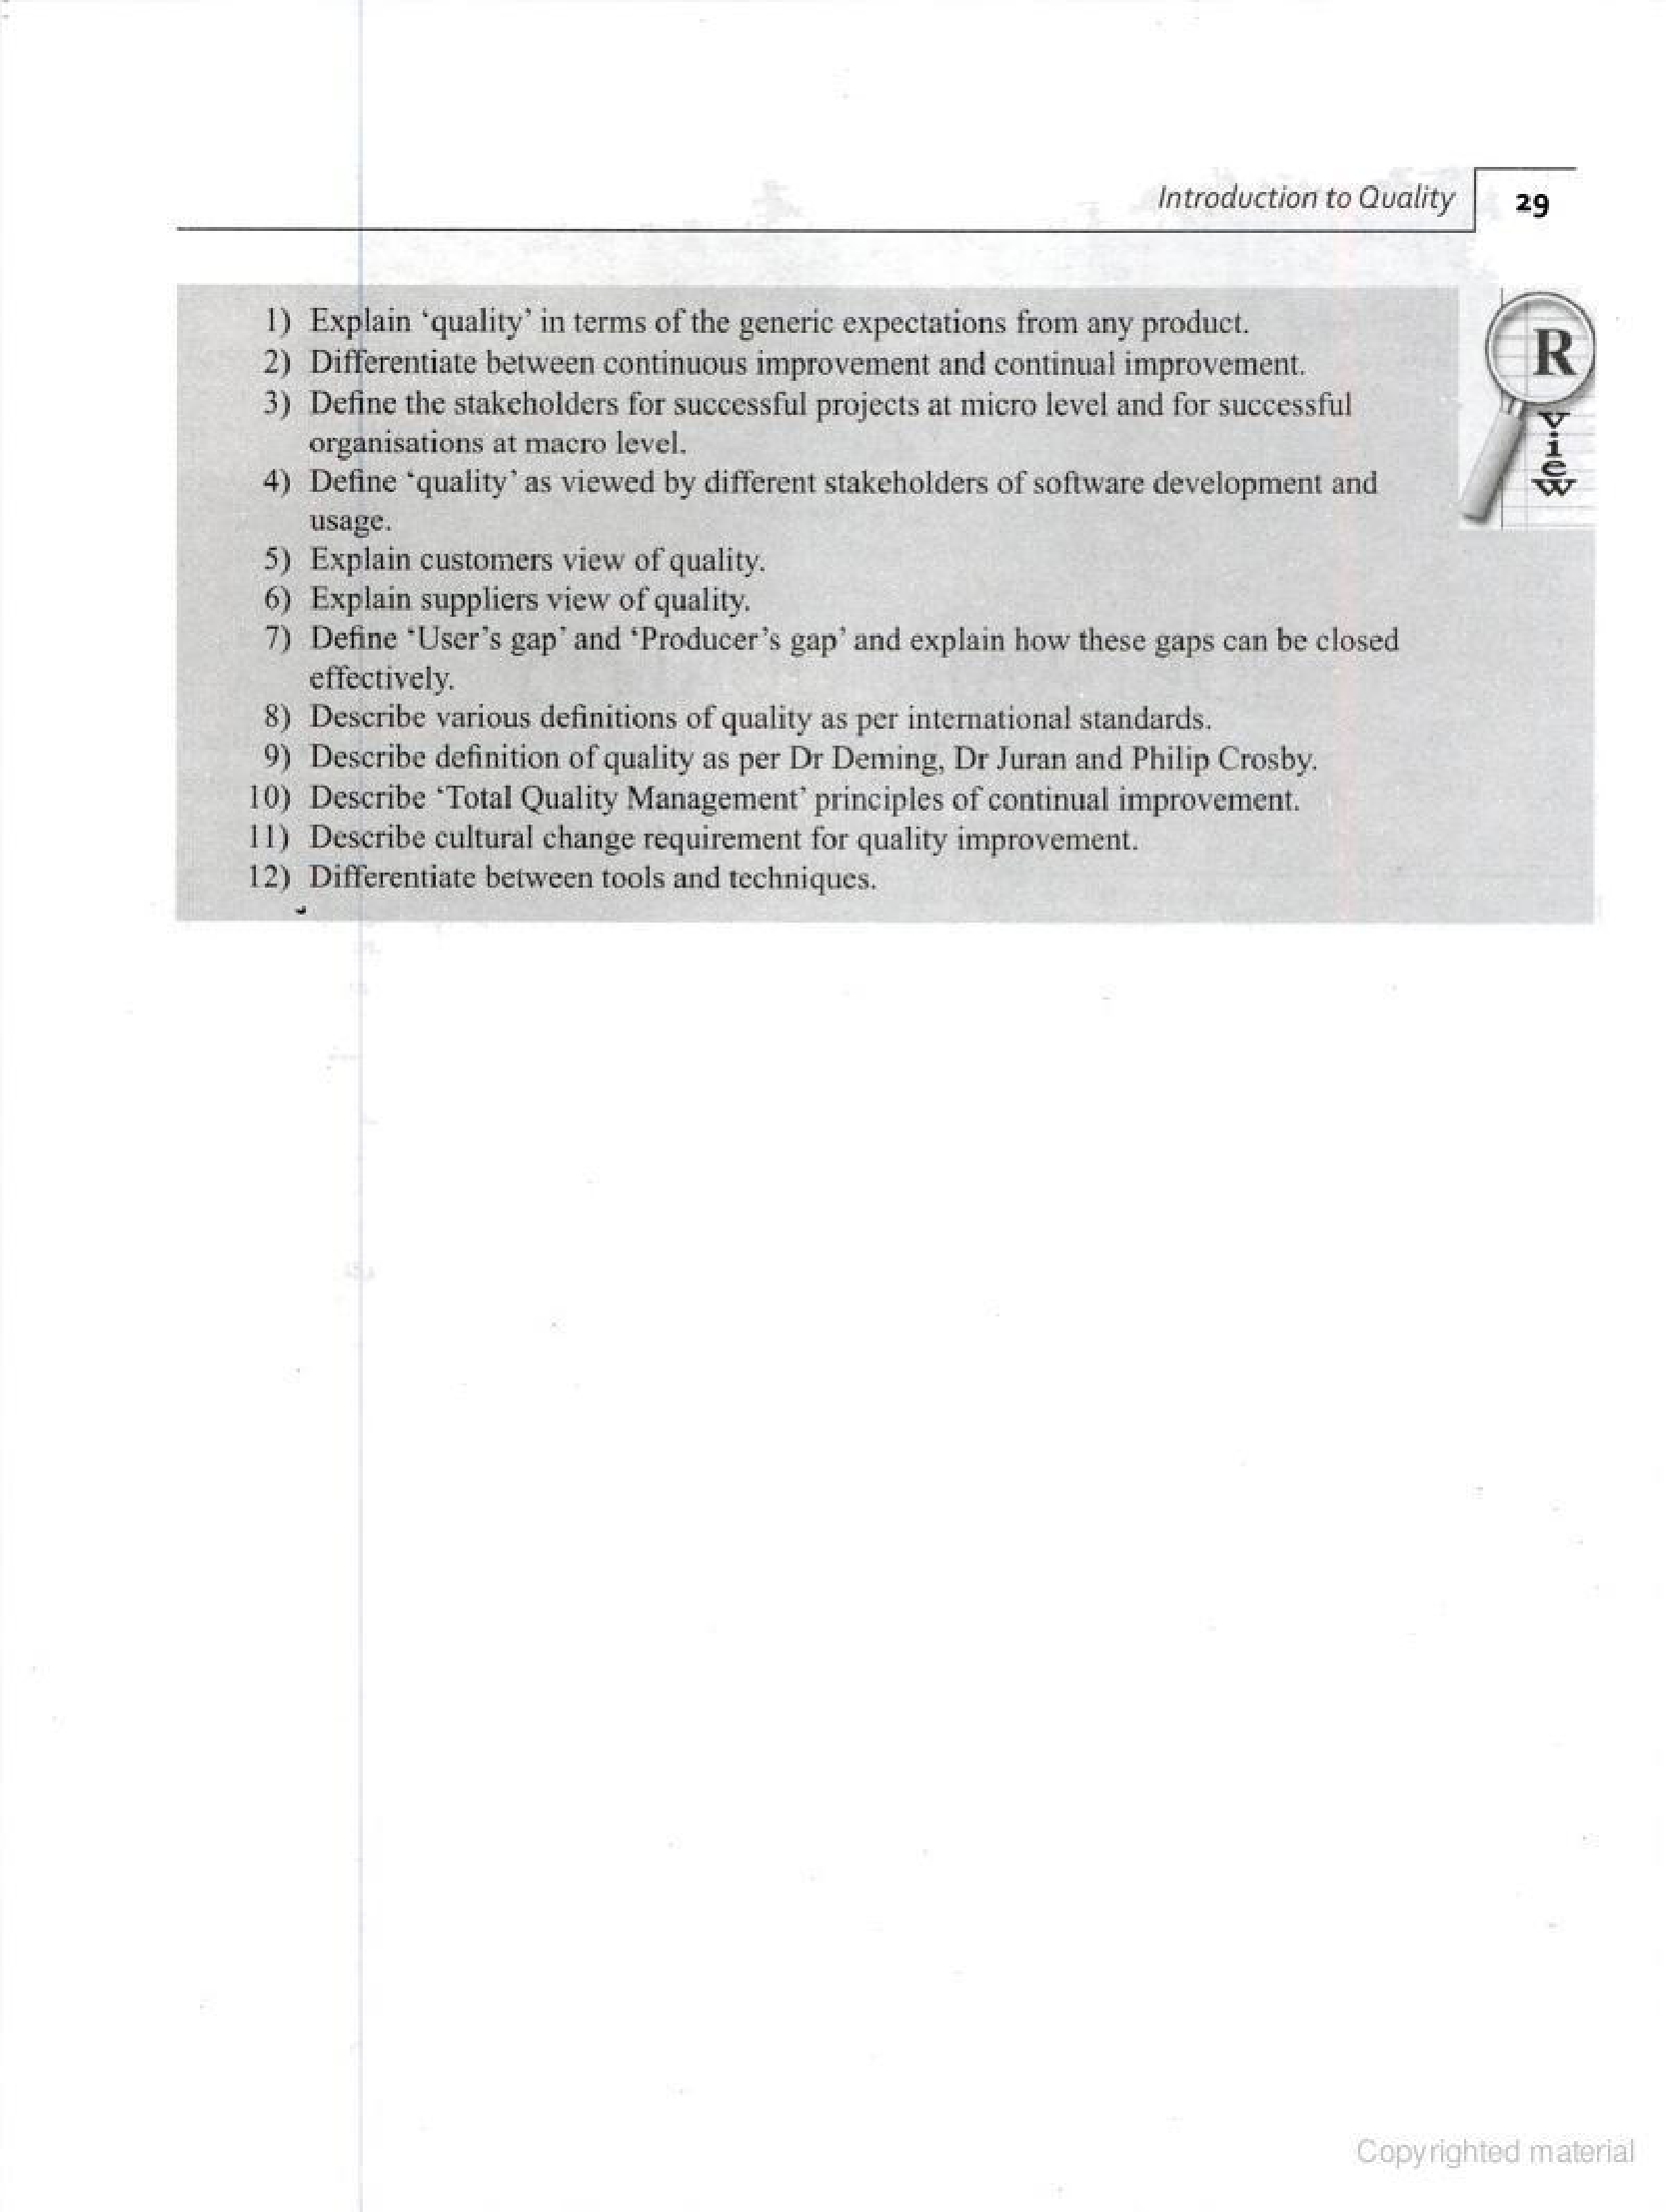 Introduction to Quality 29
1) Explain ‘quality’ in terms of the generic expectations from any product.
2) Differentiate between continuous improvement and continual improvement.
3) Define the stakeholders for successful projects at micro level and for successful
organisations at macro level.
4) Define ‘quality’ as viewed by different stakeholders of software development and
usage.
5) Explain customers view of quality.
6) Explain suppliers view of quality.
7) Define ‘User’s gap’ and ‘Producer’s gap’ and explain how these gaps can be closed
effectively.
8) Describe various definitions of quality as per international standards.
9) Describe definition of quality as per Dr Deming, Dr Juran and Philip Crosby.
10) Describe ‘Total Quality Management’ principles of continual improvement.
11) Describe cultural change requirement for quality improvement.
12) Differentiate between tools and techniques.
R
v
i
e
w
Copyrighted material